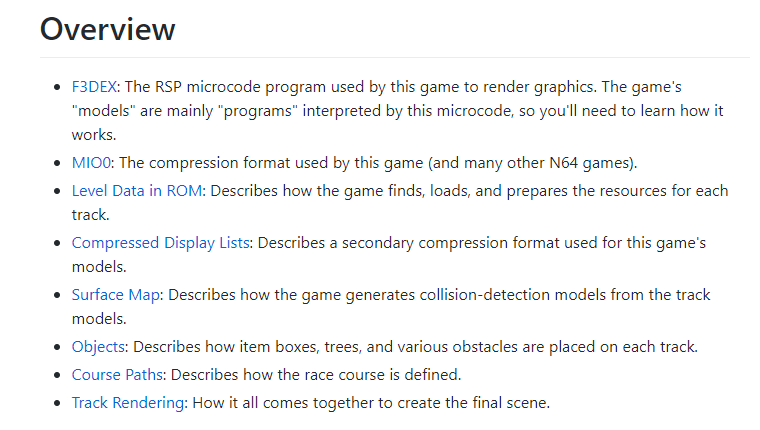 Overview
F3DEX: The RSP microcode program used by this game to render graphics. The game's
"models" are mainly "programs" interpreted by this microcode, so you'll need to learn how it
works.
MIO0: The compression format used by this game (and many other N64 games).
Level Data in ROM: Describes how the game finds, loads, and prepares the resources for each
track.
Compressed Display Lists: Describes a secondary compression format used for this game's
models.
Surface Map: Describes how the game generates collision-detection models from the track
models.
Objects: Describes how item boxes, trees, and various obstacles are placed on each track.
Course Paths: Describes how the race course is defined.
Track Rendering: How it all comes together to create the final scene.